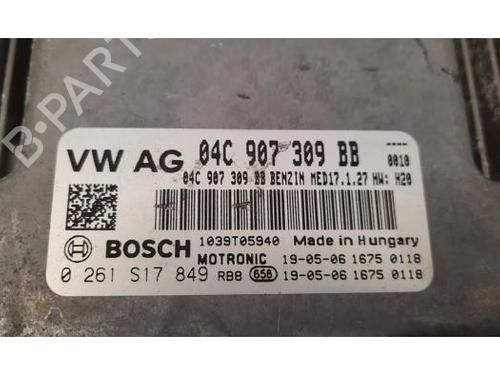 B-PARTS
VW AG 04C 907 309 BB ----
0010
04C 907 309 BB BENZIN MED17.1.27 HW: H20
BOSCH 1039T05940 Made in Hungary
MOTRONIC 19-05-06 1675 0118
0 261 S17 849 RB8 656 19-05-06 1675 0118